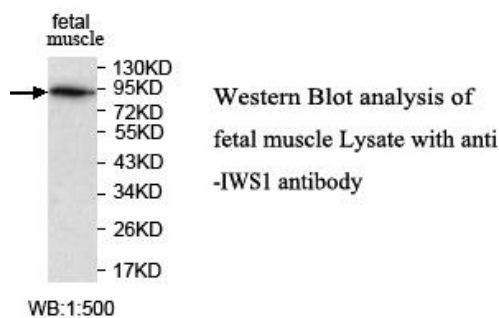 fetal
muscle
130KD
95KD
72KD
55KD
43KD
34KD
26KD
17KD
WB:1:500
Western Blot analysis of
fetal muscle Lysate with anti
-IWS1 antibody